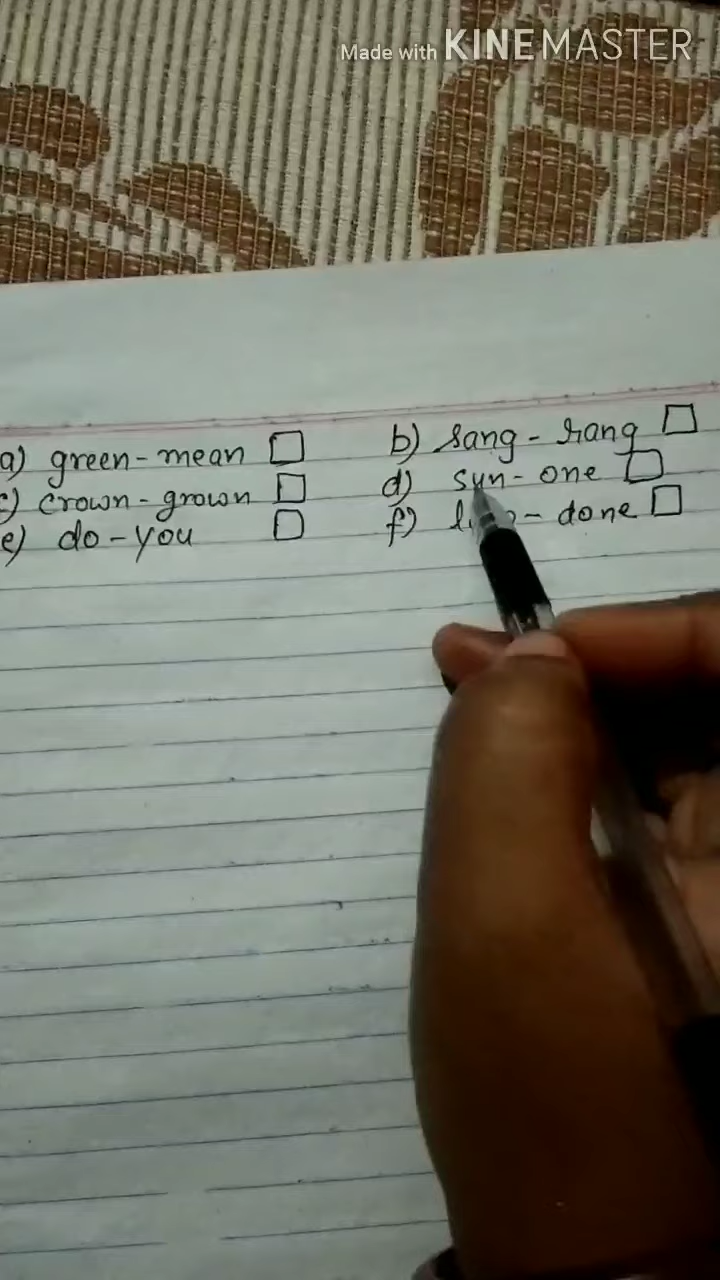 Made with KINEMASTER
a) green - mean □ b) sang - rang □
c) crown - grown □ d) sun - one □
e) do - you □ f) - done □